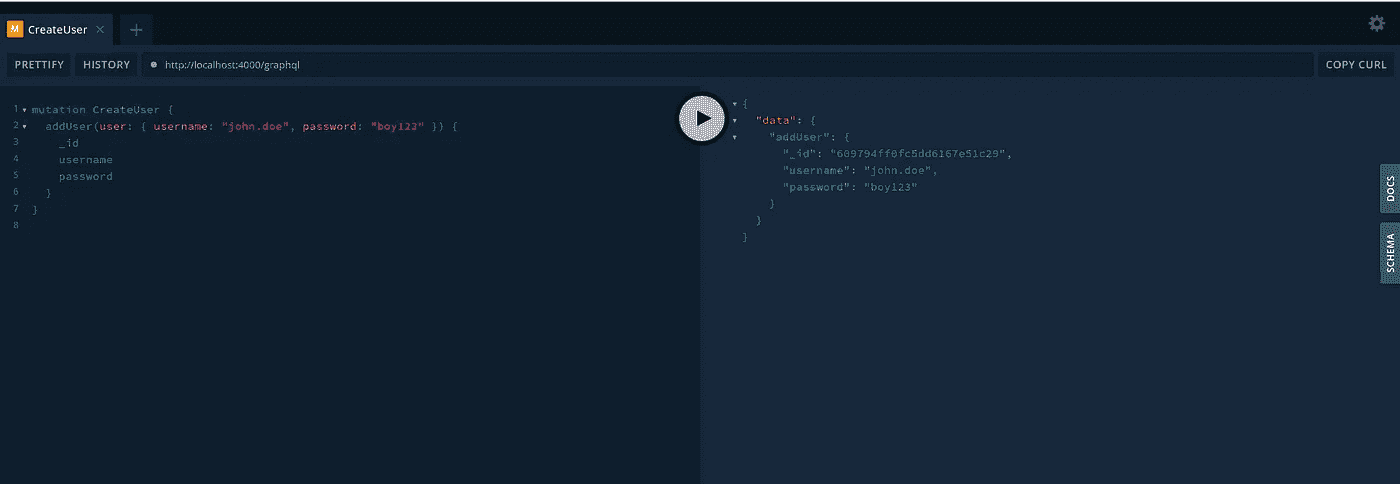 M CreateUser ×
PRETTIFY HISTORY http://localhost:4000/graphql COPY CURL
1 mutation CreateUser {
2 addUser(user: { username: "john.doe", password: "boy122" }) {
3 _id
4 username
5 password
6 }
7 }
8
{
"data": {
"addUser": {
"_id": "609794ff0fc5dd6167e51c29",
"username": "john.doe",
"password": "boy123"
}
}
}
DOCS
SCHEMA